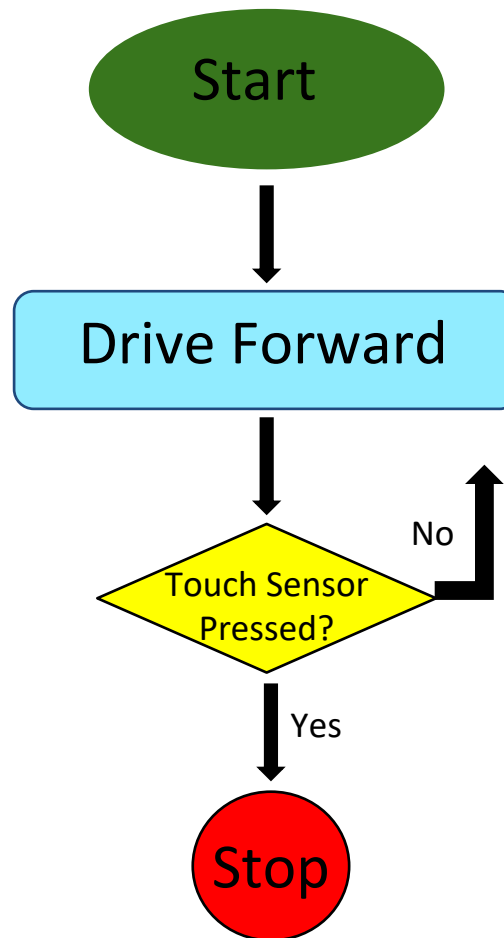 Start
Drive Forward
No
Touch Sensor
Pressed?
Yes
Stop